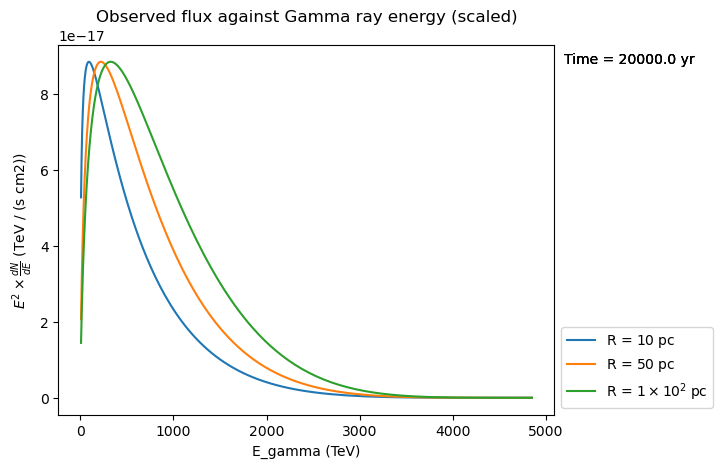 Observed flux against Gamma ray energy (scaled)
1e−17
Time = 20000.0 yr
8
6
4
2
0
E² × dN/dE (TeV / (s cm2))
0 1000 2000 3000 4000 5000
E_gamma (TeV)
R = 10 pc
R = 50 pc
R = 1 × 10² pc